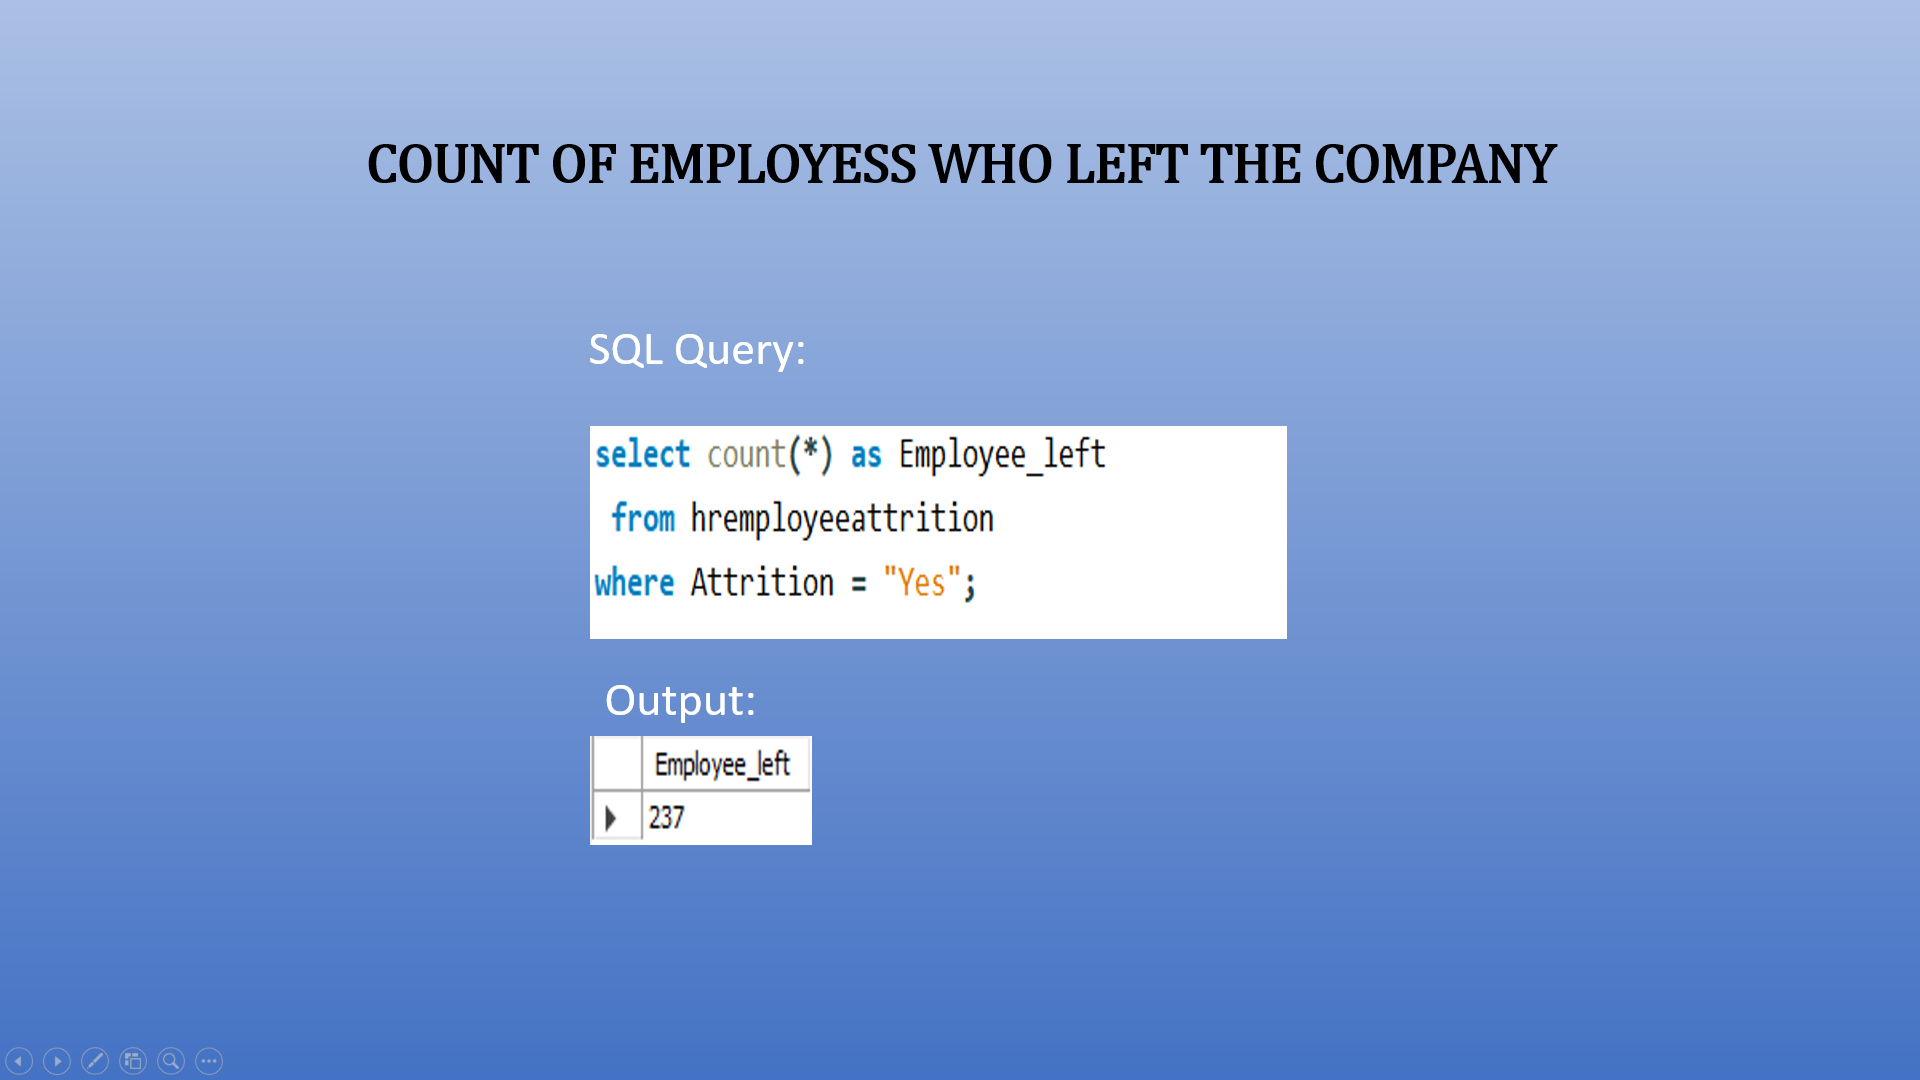 COUNT OF EMPLOYESS WHO LEFT THE COMPANY
SQL Query:
select count(*) as Employee_left
from hremployeeattrition
where Attrition = "Yes";
Output:
Employee_left
237